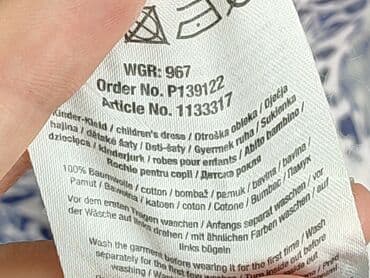 WGR: 967
Order No. P139122
Article No. 1133317
Kinder-Kleid / children's dress / Otroška obleka / Dječja
haljina / dětské šaty / Dsti-šaty / Gyermek ruha / Sukienka
dziecięca / kinderjurk / robes pour enfants / Abito bambino /
Rochie pentru copii / Детска рокля
100% Baumwolle / cotton / bombaž / pamuk / bavlna / bavlna /
Pamut / Bawełna / katoen / coton / Cotone / Bumbac / Памук
Vor dem ersten Tragen waschen / Anfangs separat waschen / vor
der Wäsche auf links drehen / mit ähnlichen Farben waschen / auf
links bügeln
Wash the garment before wearing it for the first time / Wash
separately for the first few / Turn inside out before
washing / Wash